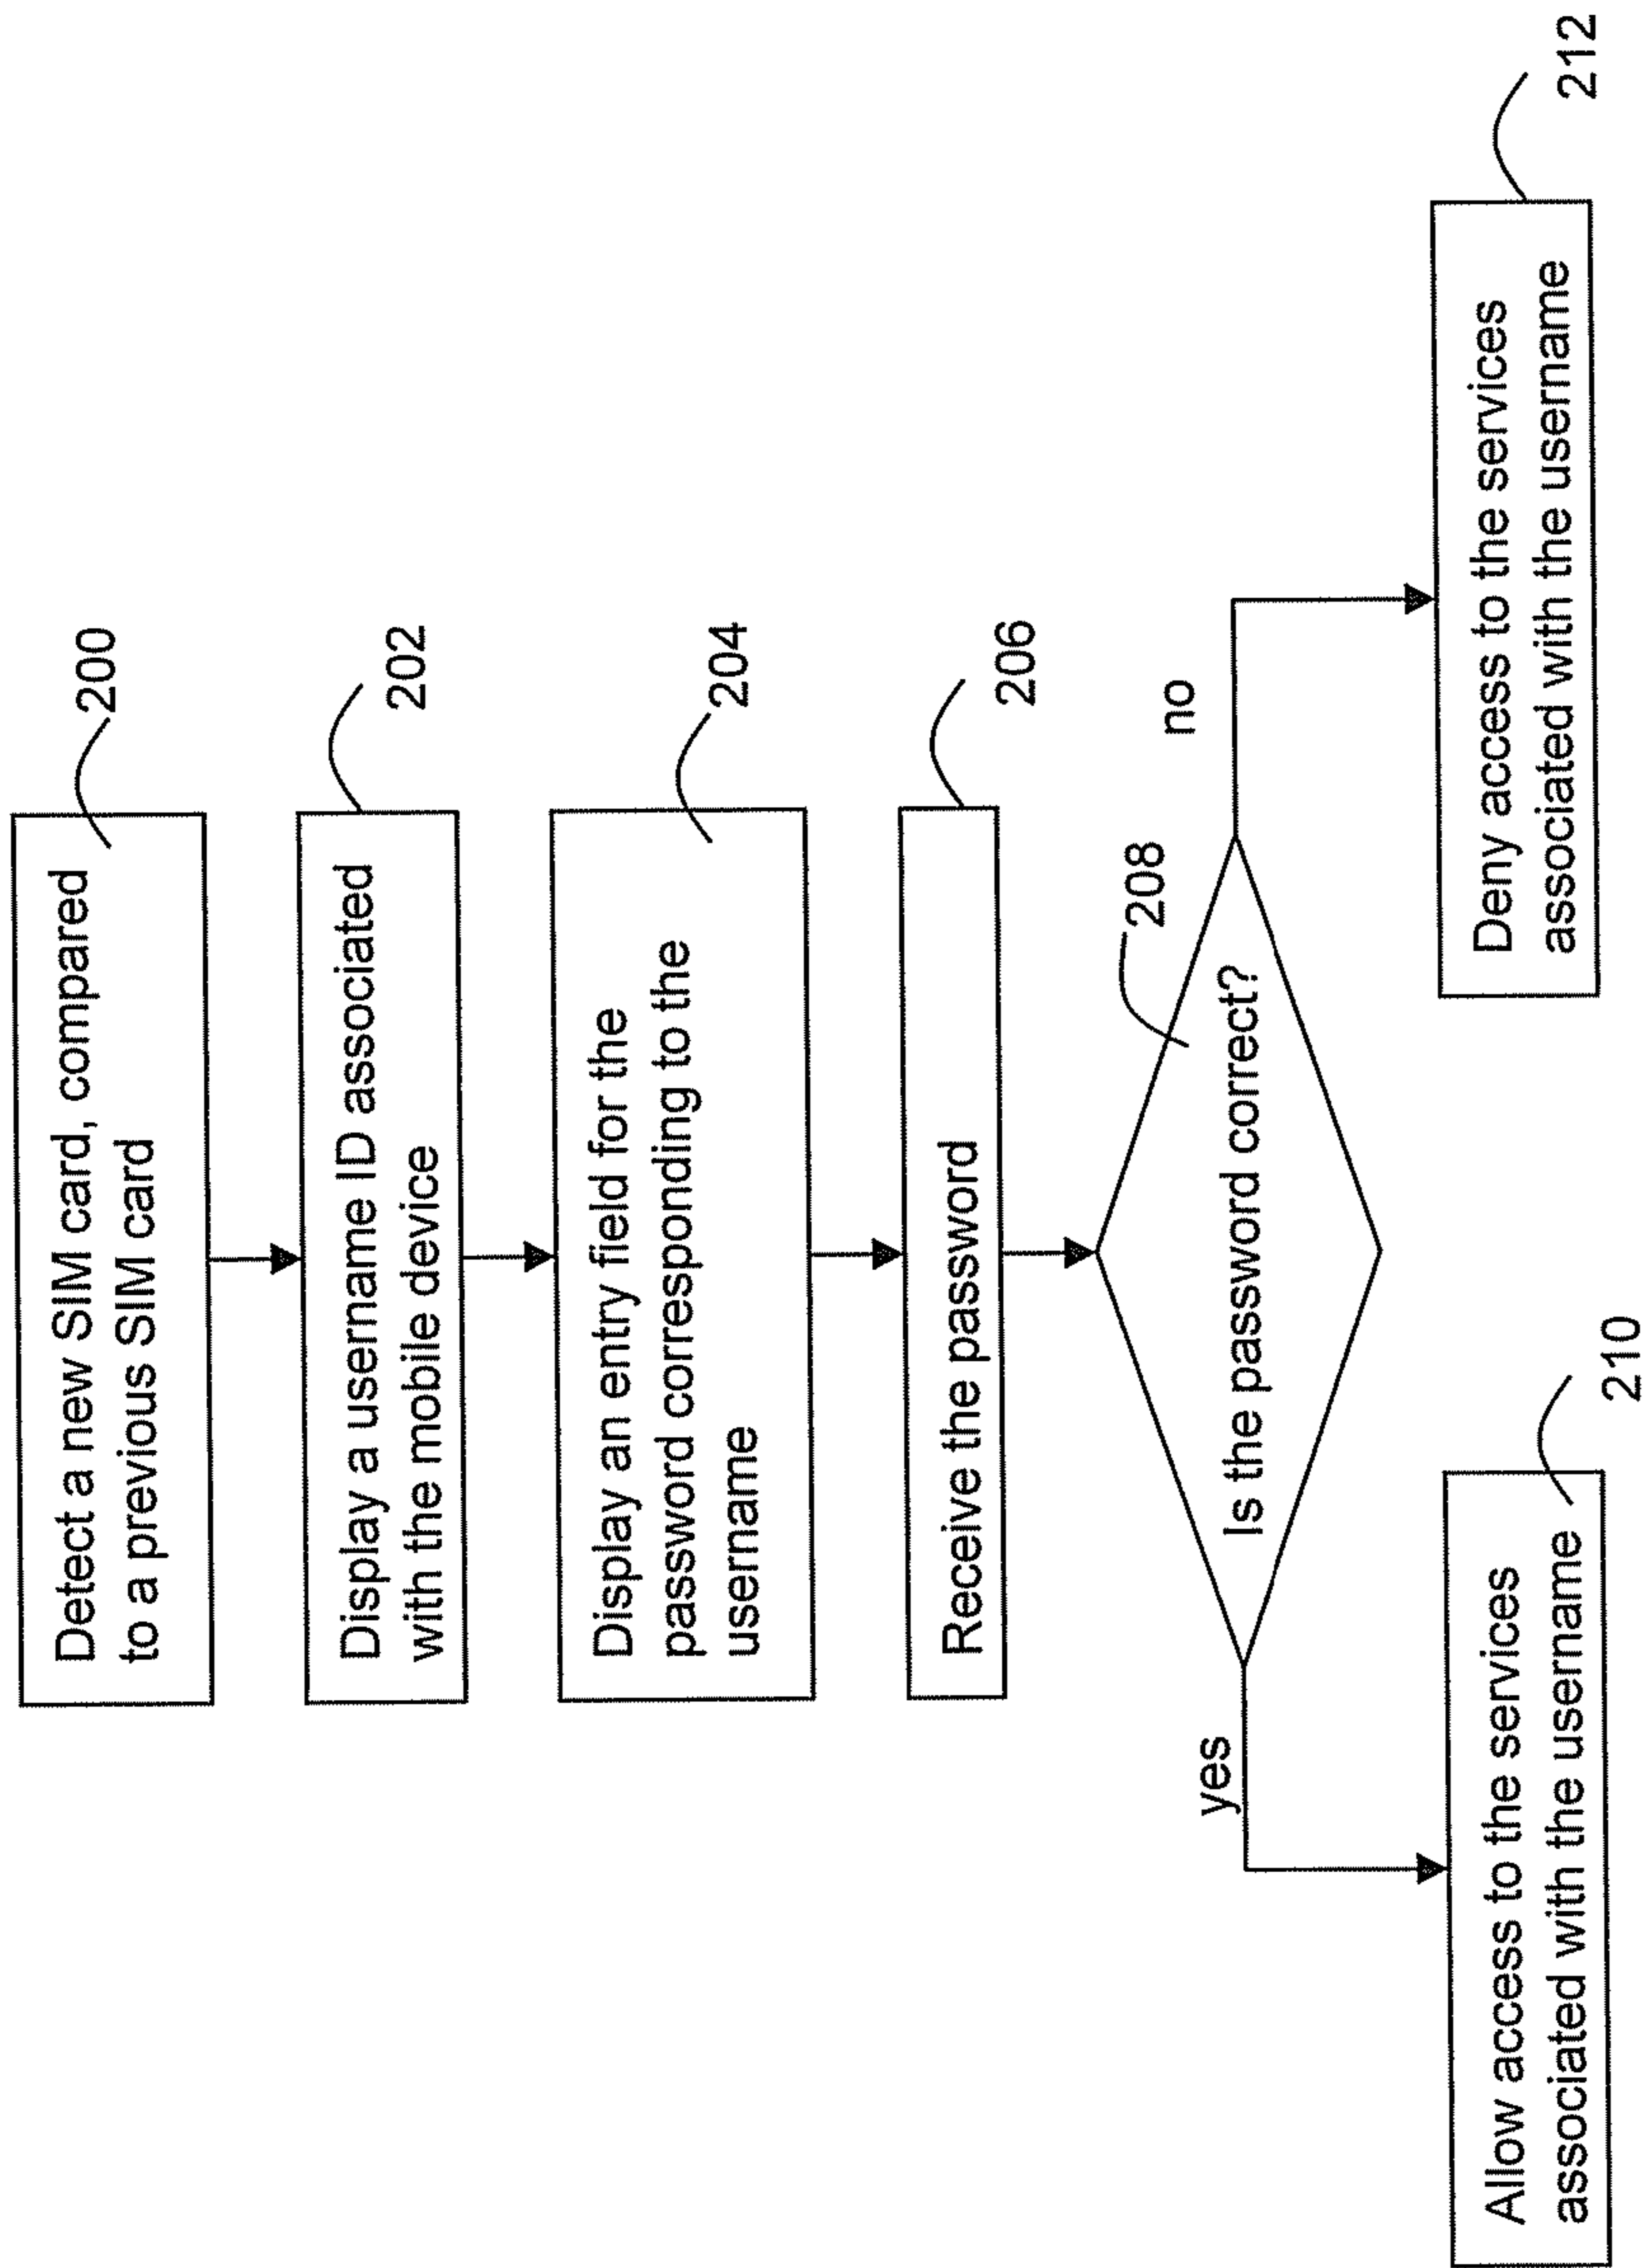 Detect a new SIM card, compared
to a previous SIM card
200
Display a username ID associated
with the mobile device
202
Display an entry field for the
password corresponding to the
username
204
Receive the password
206
Is the password correct?
208
yes
no
Allow access to the services
associated with the username
210
Deny access to the services
associated with the username
212